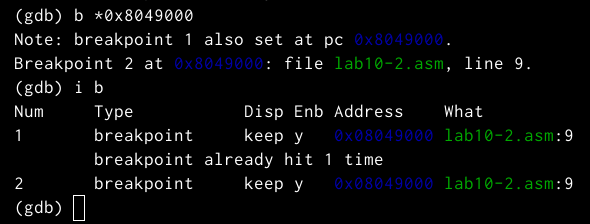 (gdb) b *0x8049000
Note: breakpoint 1 also set at pc 0x8049000.
Breakpoint 2 at 0x8049000: file lab10-2.asm, line 9.
(gdb) i b
Num     Type           Disp Enb Address    What
1       breakpoint     keep y   0x08049000 lab10-2.asm:9
        breakpoint already hit 1 time
2       breakpoint     keep y   0x08049000 lab10-2.asm:9
(gdb)